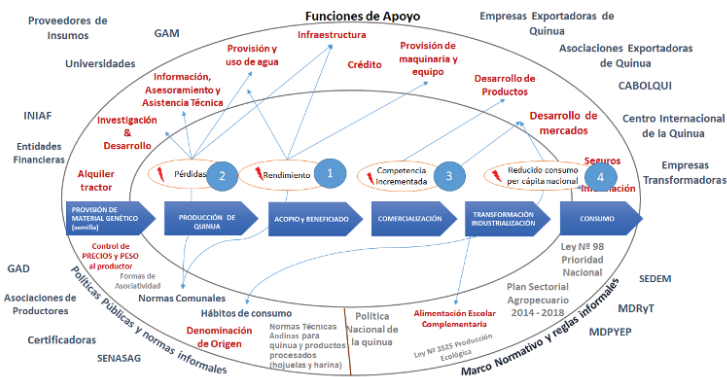 Funciones de Apoyo
Proveedores de
Insumos
GAM
Universidades
INIAF
Entidades
Financieras
Empresas Exportadoras de
Quinua
Asociaciones Exportadoras
de Quinua
CABOLQUI
Centro Internacional
de la Quinua
Empresas
Transformadoras
Infraestructura
Provisión y
uso de agua
Crédito
Provisión de
maquinaria y
equipo
Información,
Asesoramiento y
Asistencia Técnica
Desarrollo de
Productos
Investigación
&
Desarrollo
Desarrollo de
mercados
Alquiler
tractor
Seguros
Pérdidas
2
Rendimiento
1
Competencia
Incrementada
3
Reducido consumo
per cápita nacional
4
PROVISIÓN DE
MATERIAL GENÉTICO
(semilla)
PRODUCCIÓN DE
QUINUA
ACOPIO y BENEFICIADO
COMERCIALIZACIÓN
TRANSFORMACIÓN
INDUSTRIALIZACIÓN
CONSUMO
Control de
PRECIOS y PESO
al productor
Formas de
Asociatividad
Normas Comunales
Hábitos de consumo
Denominación
de Origen
Normas Técnicas
Andinas para
quinua y productos
procesados
(hojuelas y harina)
Política
Nacional de
la quinua
Alimentación Escolar
Complementaria
Ley Nº 3525 Producción
Ecológica
Plan Sectorial
Agropecuario
2014 - 2018
Ley Nº 98
Prioridad
Nacional
Políticas Públicas y normas informales
Marco Normativo y reglas informales
GAD
Asociaciones de
Productores
Certificadoras
SENASAG
SEDEM
MDRyT
MDPYEP